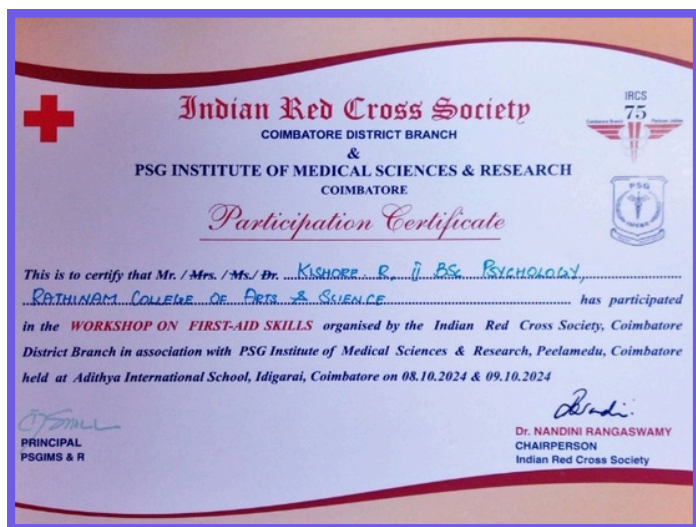 Indian Red Cross Society
COIMBATORE DISTRICT BRANCH
&
PSG INSTITUTE OF MEDICAL SCIENCES & RESEARCH
COIMBATORE
Participation Certificate
IRCS
75
PSG
This is to certify that Mr. / Mrs. / Ms./ Dr. KISHORE. R, ii BSc PSYCHOLOGY,
RATHINAM COLLEGE OF ARTS & SCIENCE has participated
in the WORKSHOP ON FIRST-AID SKILLS organised by the Indian Red Cross Society, Coimbatore
District Branch in association with PSG Institute of Medical Sciences & Research, Peelamedu, Coimbatore
held at Adithya International School, Idigarai, Coimbatore on 08.10.2024 & 09.10.2024
PRINCIPAL
PSGIMS & R
Dr. NANDINI RANGASWAMY
CHAIRPERSON
Indian Red Cross Society